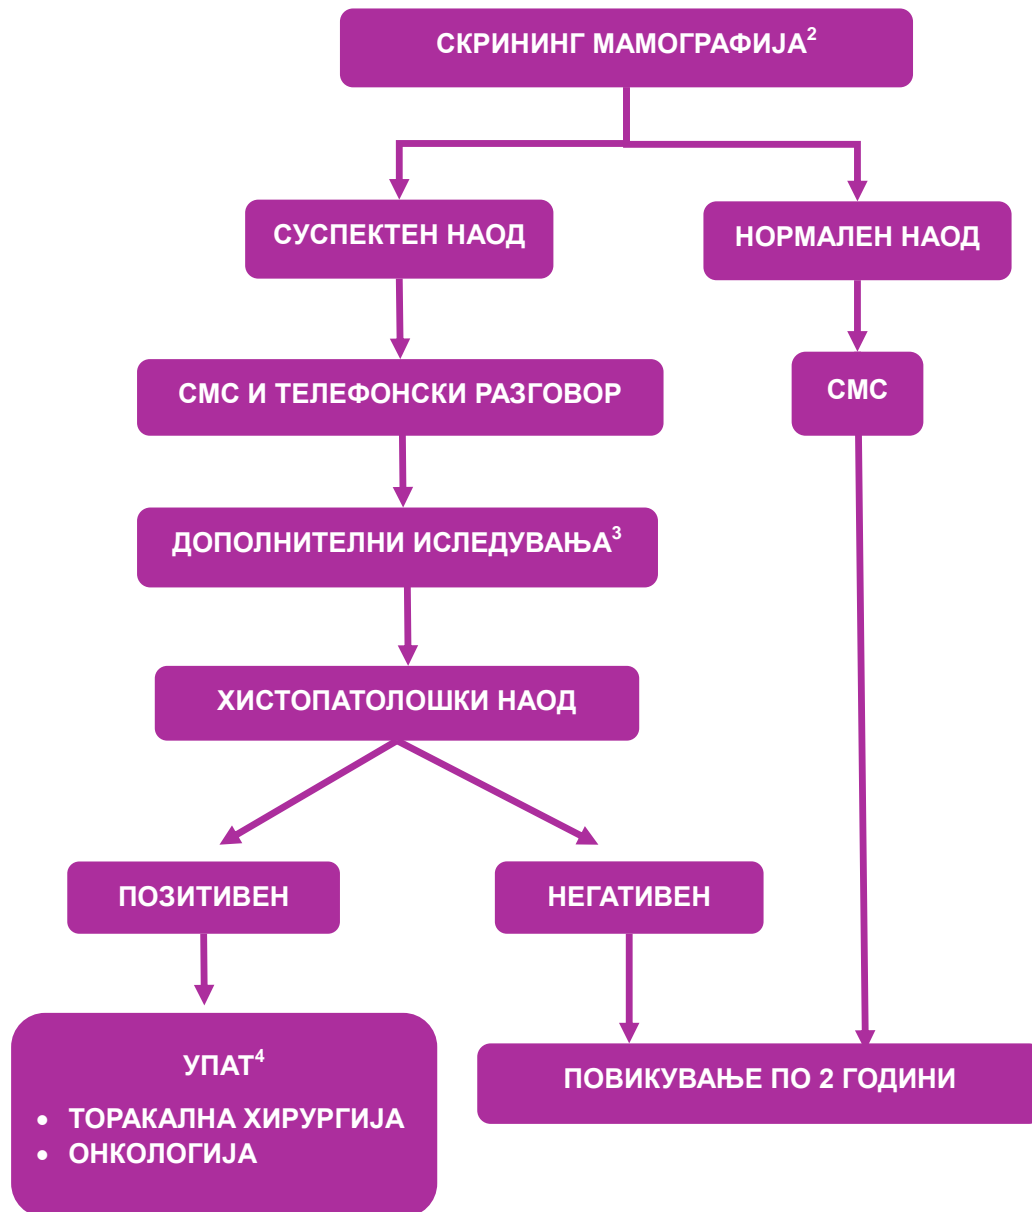 СКРИНИНГ МАМОГРАФИЈА²
СУСПЕКТЕН НАОД
НОРМАЛЕН НАОД
СМС И ТЕЛЕФОНСКИ РАЗГОВОР
СМС
ДОПОЛНИТЕЛНИ ИСЛЕДУВАЊА³
ХИСТОПАТОЛОШКИ НАОД
ПОЗИТИВЕН
НЕГАТИВЕН
УПАТ⁴
• ТОРАКАЛНА ХИРУРГИЈА
• ОНКОЛОГИЈА
ПОВИКУВАЊЕ ПО 2 ГОДИНИ